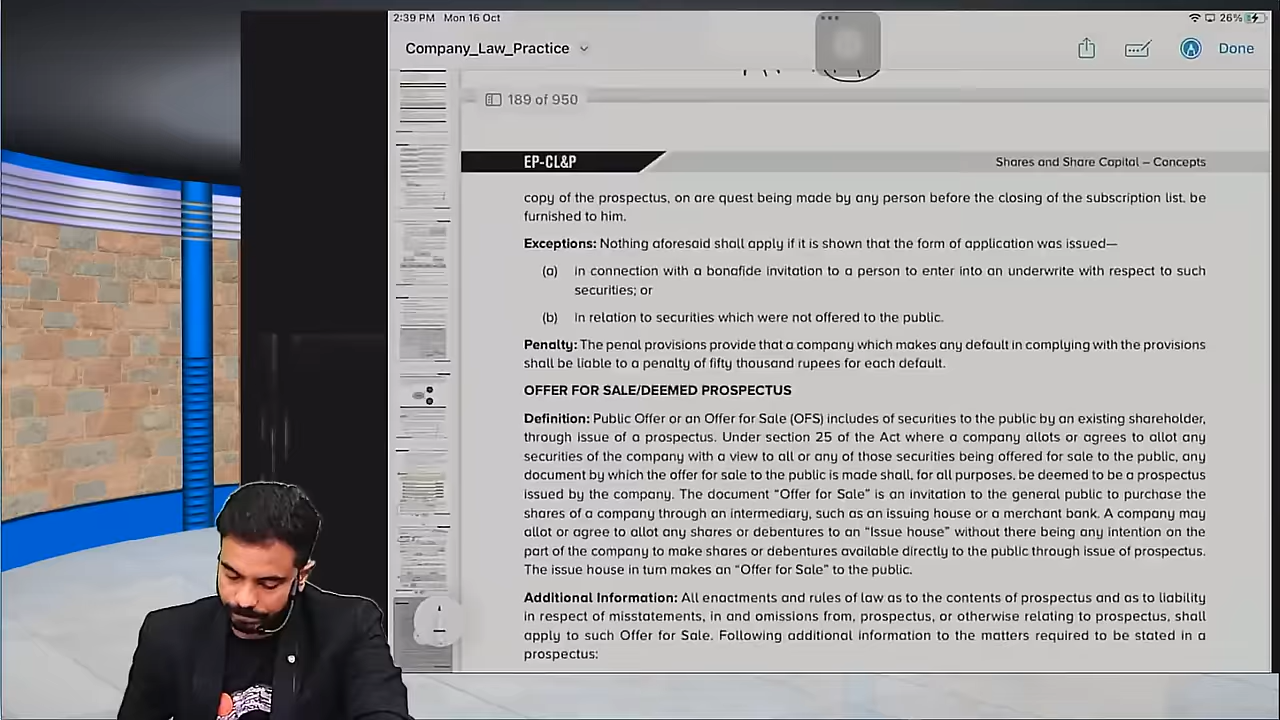 2:39 PM Mon 16 Oct
26%
Company_Law_Practice
Done
189 of 950
EP-CL&P
Shares and Share Capital – Concepts
copy of the prospectus, on are quest being made by any person before the closing of the subscription list, be
furnished to him.
Exceptions: Nothing aforesaid shall apply if it is shown that the form of application was issued—
(a) in connection with a bonafide invitation to a person to enter into an underwrite with respect to such
securities; or
(b) in relation to securities which were not offered to the public.
Penalty: The penal provisions provide that a company which makes any default in complying with the provisions
shall be liable to a penalty of fifty thousand rupees for each default.
OFFER FOR SALE/DEEMED PROSPECTUS
Definition: Public Offer or an Offer for Sale (OFS) includes of securities to the public by an existing shareholder,
through issue of a prospectus. Under section 25 of the Act where a company allots or agrees to allot any
securities of the company with a view to all or any of those securities being offered for sale to the public, any
document by which the offer for sale to the public is made shall, for all purposes, be deemed to be a prospectus
issued by the company. The document "Offer for Sale" is an invitation to the general public to purchase the
shares of a company through an intermediary, such as an issuing house or a merchant bank. A company may
allot or agree to allot any shares or debentures to an "Issue house" without there being any intention on the
part of the company to make shares or debentures available directly to the public through issue of prospectus.
The issue house in turn makes an "Offer for Sale" to the public.
Additional Information: All enactments and rules of law as to the contents of prospectus and as to liability
in respect of misstatements, in and omissions from, prospectus, or otherwise relating to prospectus, shall
apply to such Offer for Sale. Following additional information to the matters required to be stated in a
prospectus: